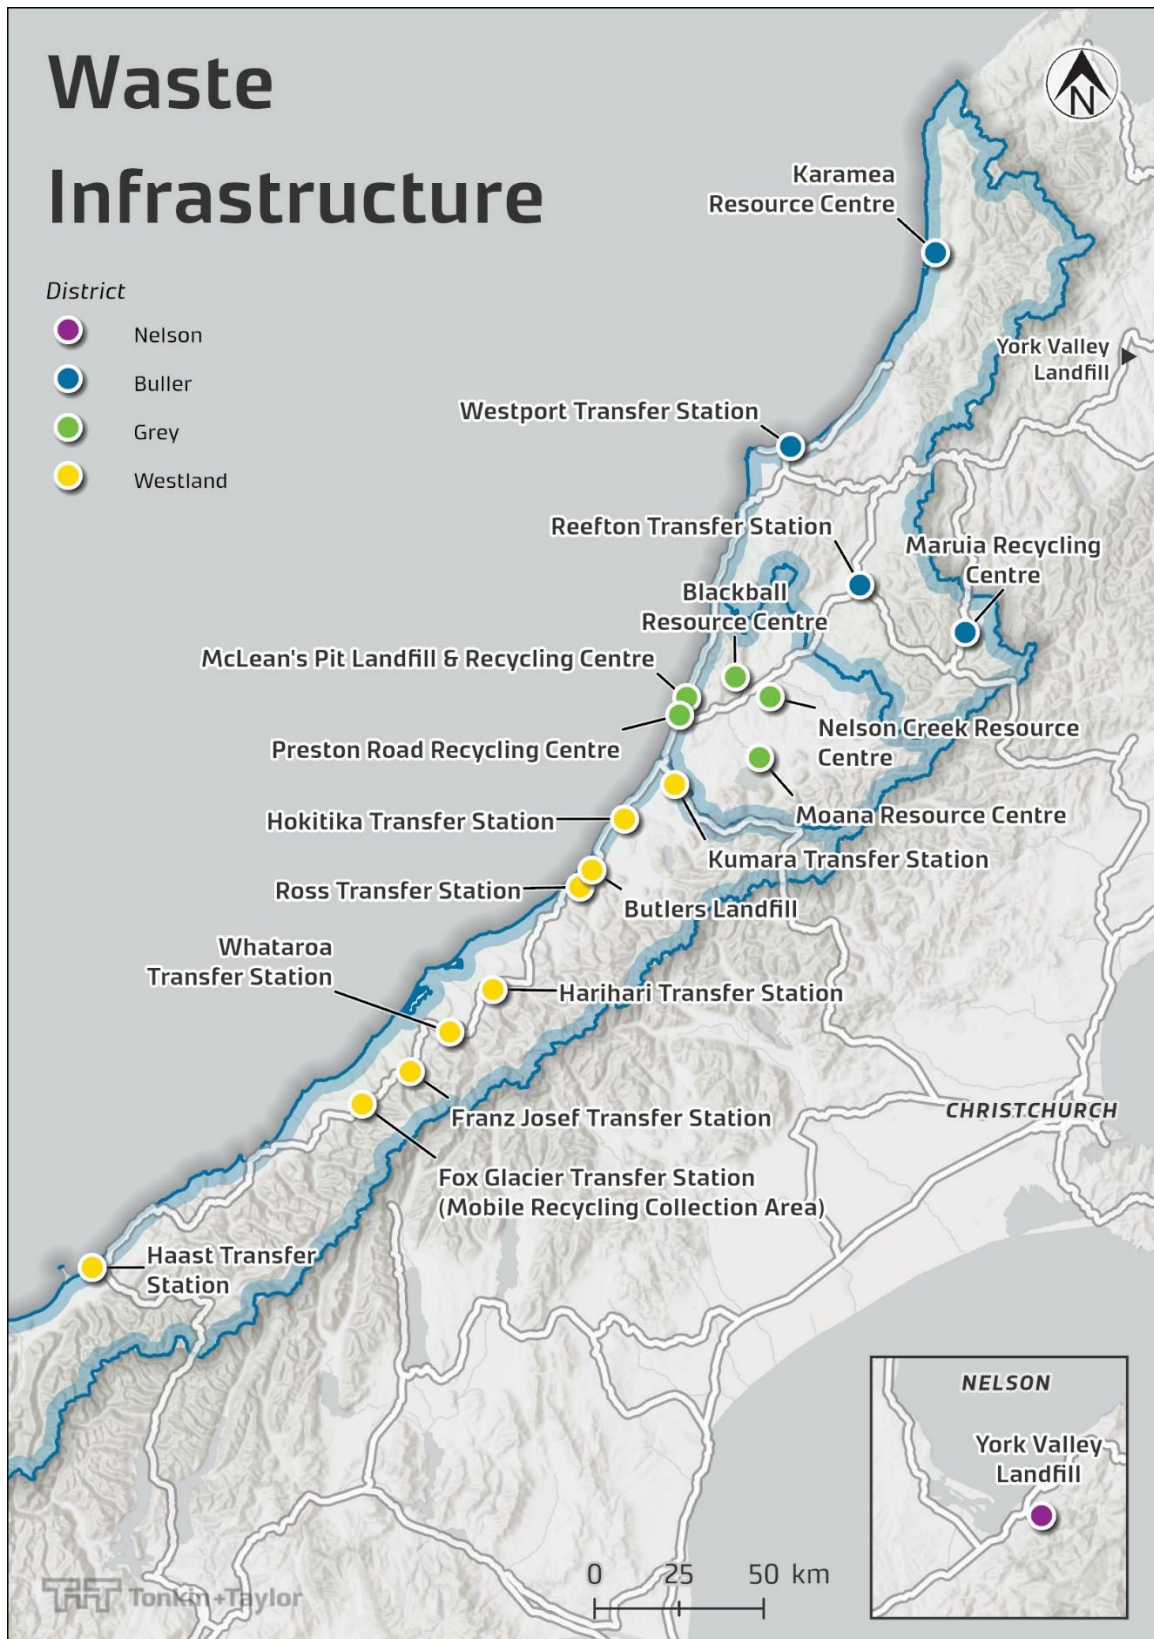 Waste
Infrastructure
N
District
Nelson
Buller
Grey
Westland
Karamea
Resource Centre
York Valley
Landfill
Westport Transfer Station
Reefton Transfer Station
Maruia Recycling
Centre
Blackball
Resource Centre
McLean's Pit Landfill & Recycling Centre
Nelson Creek Resource
Centre
Preston Road Recycling Centre
Moana Resource Centre
Hokitika Transfer Station
Kumara Transfer Station
Ross Transfer Station
Butlers Landfill
Whataroa
Transfer Station
Harihari Transfer Station
Franz Josef Transfer Station
CHRISTCHURCH
Fox Glacier Transfer Station
(Mobile Recycling Collection Area)
Haast Transfer
Station
NELSON
York Valley
Landfill
0 25 50 km
T+T Tonkin+Taylor